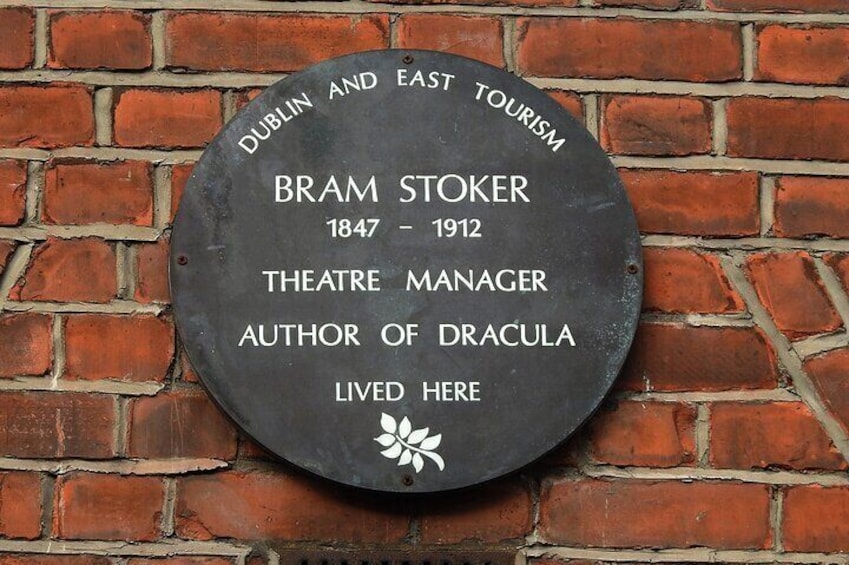 DUBLIN AND EAST TOURISM
BRAM STOKER
1847 – 1912
THEATRE MANAGER
AUTHOR OF DRACULA
LIVED HERE